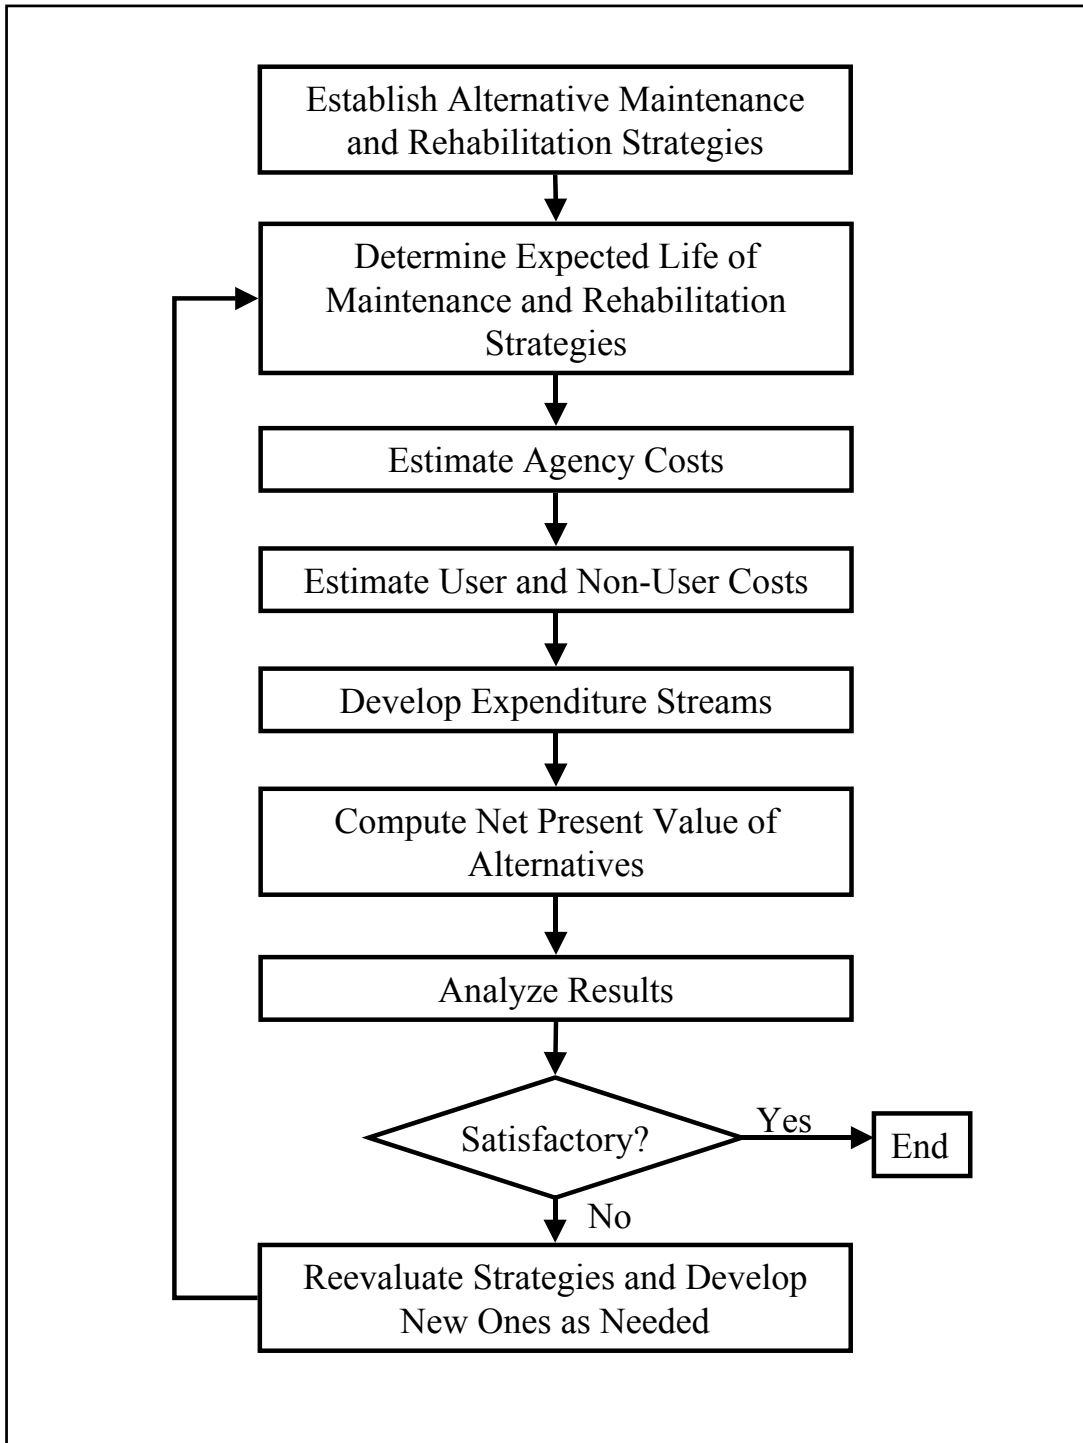 Establish Alternative Maintenance
and Rehabilitation Strategies
Determine Expected Life of
Maintenance and Rehabilitation
Strategies
Estimate Agency Costs
Estimate User and Non-User Costs
Develop Expenditure Streams
Compute Net Present Value of
Alternatives
Analyze Results
Satisfactory?
Yes
End
No
Reevaluate Strategies and Develop
New Ones as Needed